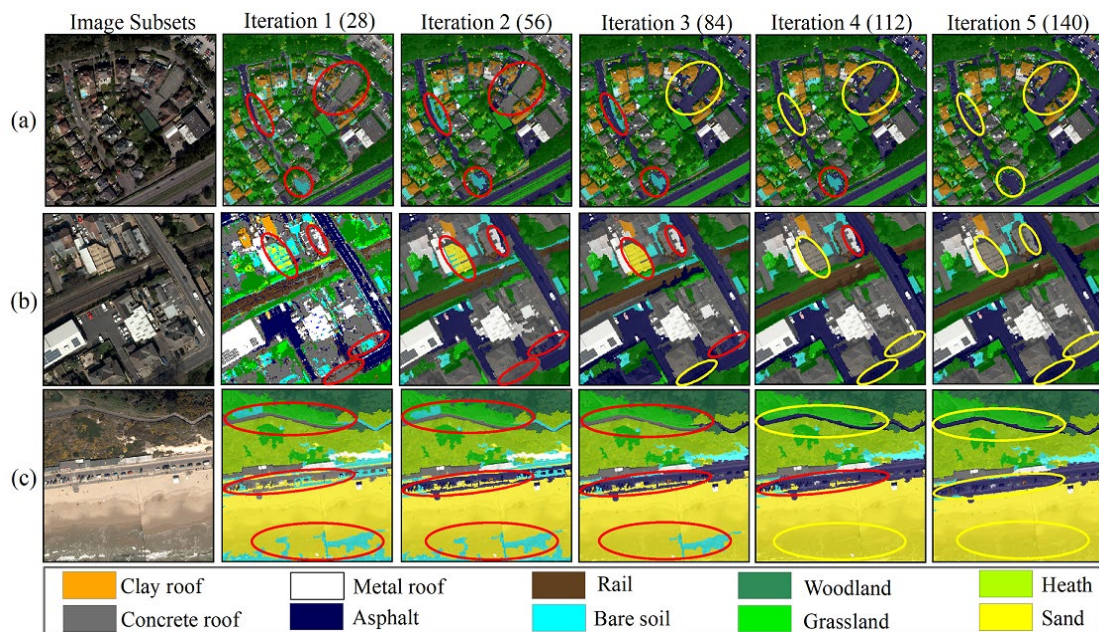 Image Subsets Iteration 1 (28) Iteration 2 (56) Iteration 3 (84) Iteration 4 (112) Iteration 5 (140)
(a)
(b)
(c)
Clay roof Metal roof Rail Woodland Heath
Concrete roof Asphalt Bare soil Grassland Sand